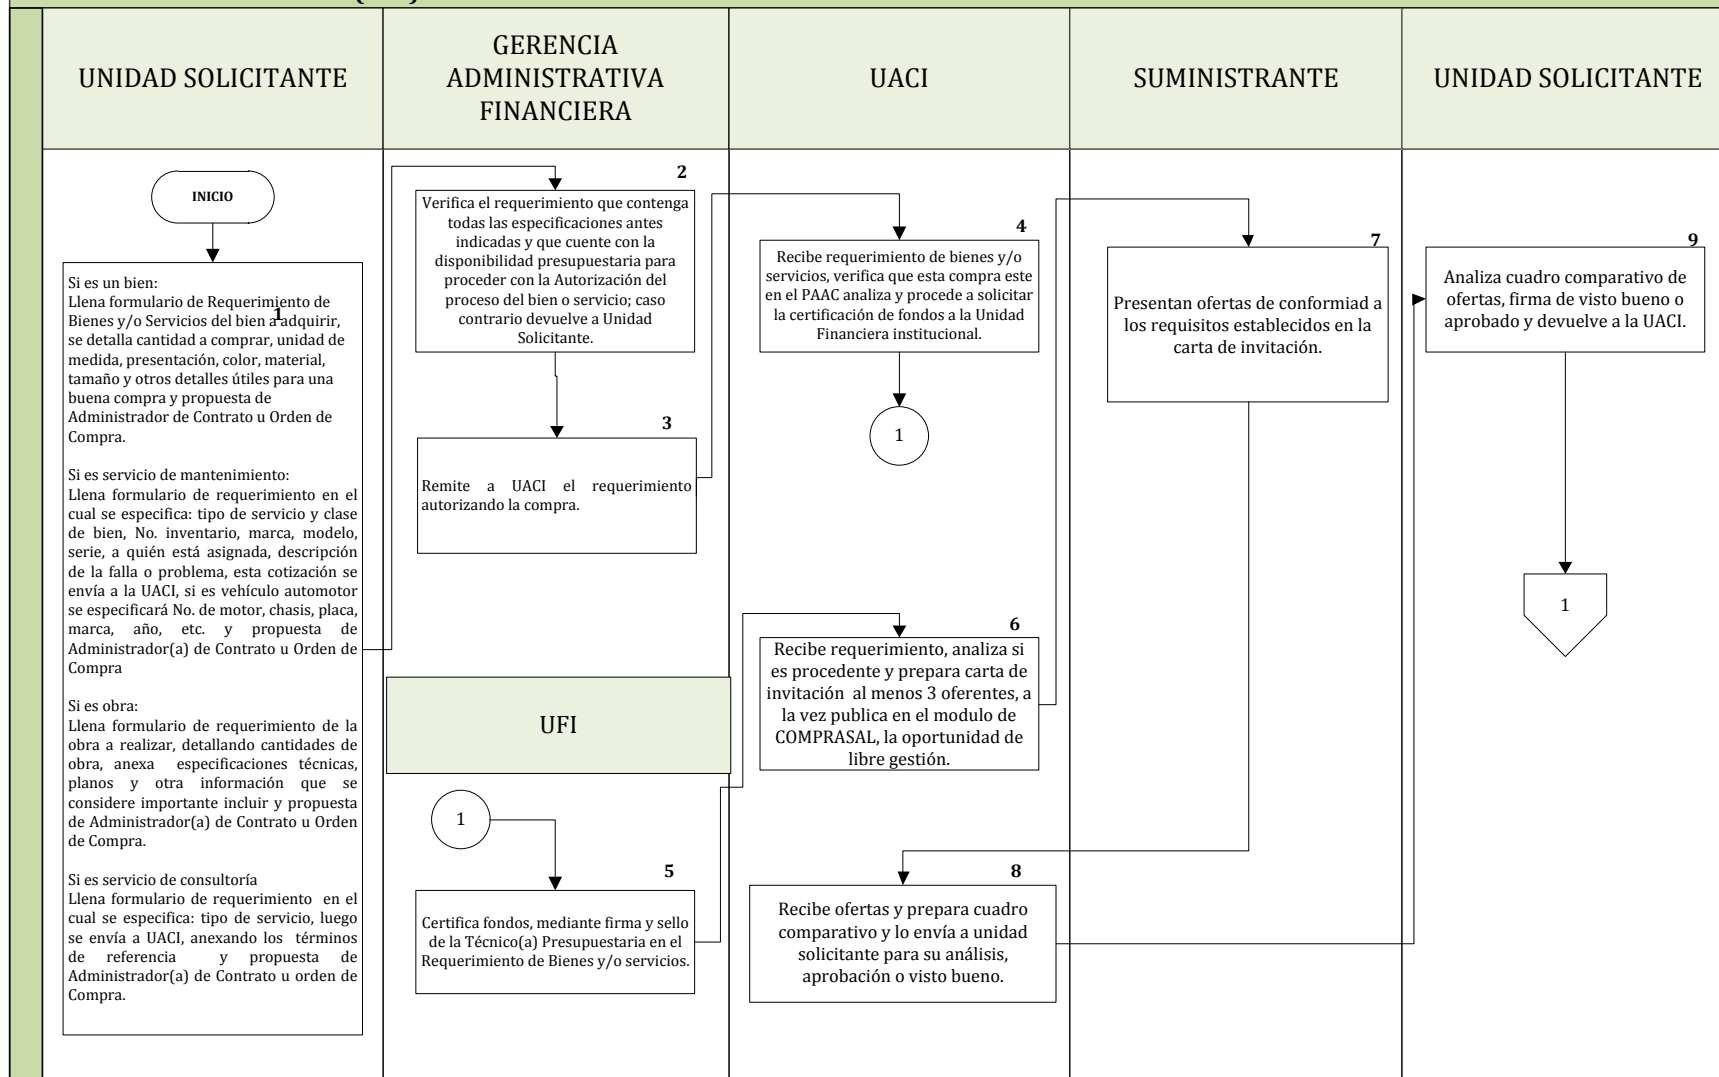 UNIDAD SOLICITANTE
GERENCIA
ADMINISTRATIVA
FINANCIERA
UACI
SUMINISTRANTE
UNIDAD SOLICITANTE
INICIO
1
Si es un bien:
Llena formulario de Requerimiento de
Bienes y/o Servicios del bien a adquirir,
se detalla cantidad a comprar, unidad de
medida, presentación, color, material,
tamaño y otros detalles útiles para una
buena compra y propuesta de
Administrador de Contrato u Orden de
Compra.
Si es servicio de mantenimiento:
Llena formulario de requerimiento en el
cual se especifica: tipo de servicio y clase
de bien, No. inventario, marca, modelo,
serie, a quién está asignada, descripción
de la falla o problema, esta cotización se
envía a la UACI, si es vehículo automotor
se especificará No. de motor, chasis, placa,
marca, año, etc. y propuesta de
Administrador(a) de Contrato u Orden de
Compra
Si es obra:
Llena formulario de requerimiento de la
obra a realizar, detallando cantidades de
obra, anexa especificaciones técnicas,
planos y otra información que se
considere importante incluir y propuesta
de Administrador(a) de Contrato u Orden
de Compra.
Si es servicio de consultoría
Llena formulario de requerimiento en el
cual se especifica: tipo de servicio, luego
se envía a UACI, anexando los términos
de referencia y propuesta de
Administrador(a) de Contrato u orden de
Compra.
2
Verifica el requerimiento que contenga
todas las especificaciones antes
indicadas y que cuente con la
disponibilidad presupuestaria para
proceder con la Autorización del
proceso del bien o servicio; caso
contrario devuelve a Unidad
Solicitante.
3
Remite a UACI el requerimiento
autorizando la compra.
UFI
1
5
Certifica fondos, mediante firma y sello
de la Técnico(a) Presupuestaria en el
Requerimiento de Bienes y/o servicios.
4
Recibe requerimiento de bienes y/o
servicios, verifica que esta compra este
en el PAAC analiza y procede a solicitar
la certificación de fondos a la Unidad
Financiera institucional.
1
6
Recibe requerimiento, analiza si
es procedente y prepara carta de
invitación al menos 3 oferentes, a
la vez publica en el modulo de
COMPRASAL, la oportunidad de
libre gestión.
8
Recibe ofertas y prepara cuadro
comparativo y lo envía a unidad
solicitante para su análisis,
aprobación o visto bueno.
7
Presentan ofertas de conformiad a
los requisitos establecidos en la
carta de invitación.
9
Analiza cuadro comparativo de
ofertas, firma de visto bueno o
aprobado y devuelve a la UACI.
1